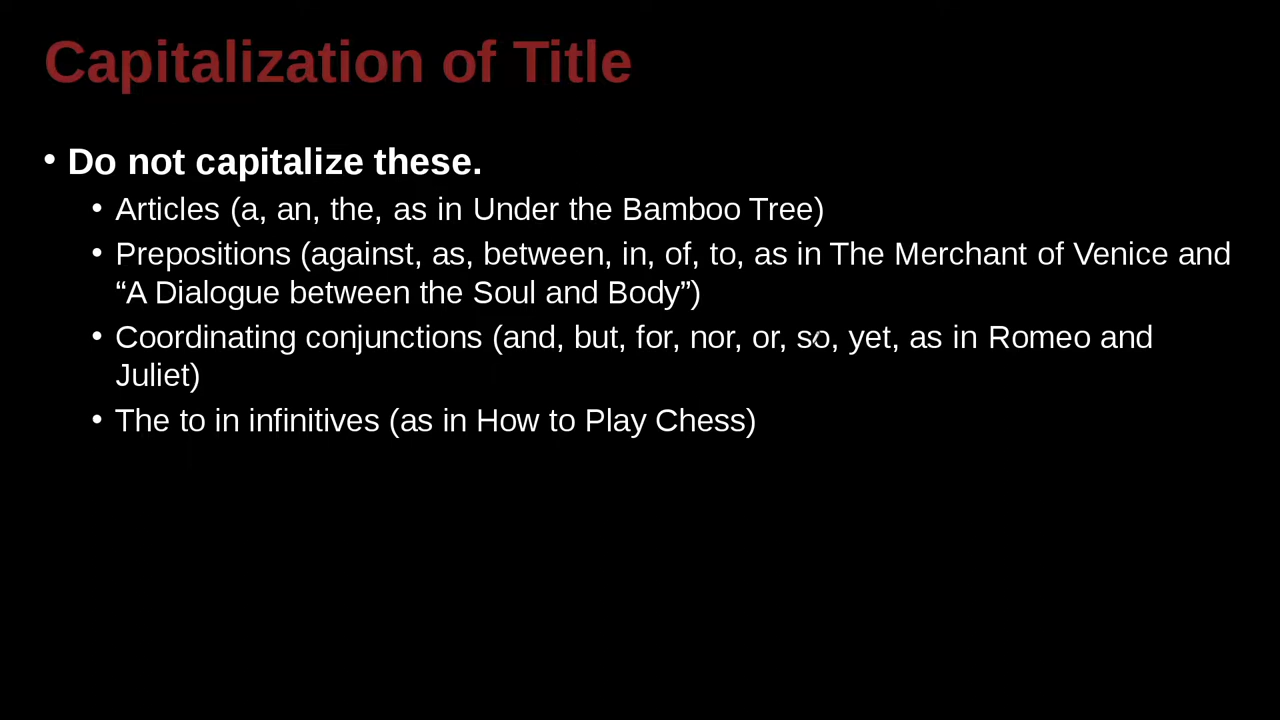 Capitalization of Title
• Do not capitalize these.
• Articles (a, an, the, as in Under the Bamboo Tree)
• Prepositions (against, as, between, in, of, to, as in The Merchant of Venice and
“A Dialogue between the Soul and Body”)
• Coordinating conjunctions (and, but, for, nor, or, so, yet, as in Romeo and
Juliet)
• The to in infinitives (as in How to Play Chess)